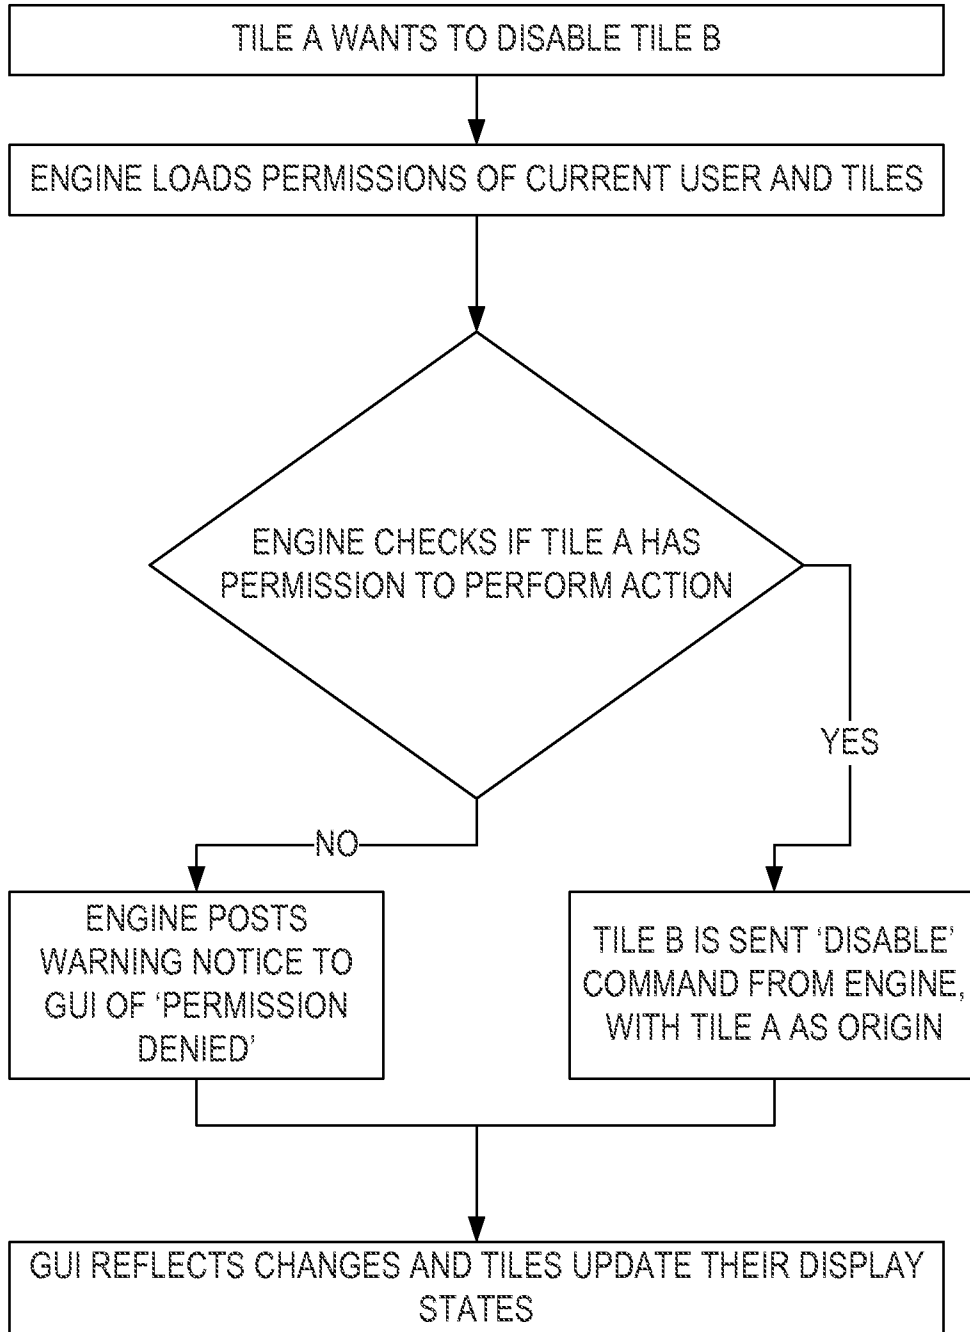 TILE A WANTS TO DISABLE TILE B
ENGINE LOADS PERMISSIONS OF CURRENT USER AND TILES
ENGINE CHECKS IF TILE A HAS
PERMISSION TO PERFORM ACTION
YES
NO
ENGINE POSTS
WARNING NOTICE TO
GUI OF ‘PERMISSION
DENIED’
TILE B IS SENT ‘DISABLE’
COMMAND FROM ENGINE,
WITH TILE A AS ORIGIN
GUI REFLECTS CHANGES AND TILES UPDATE THEIR DISPLAY
STATES